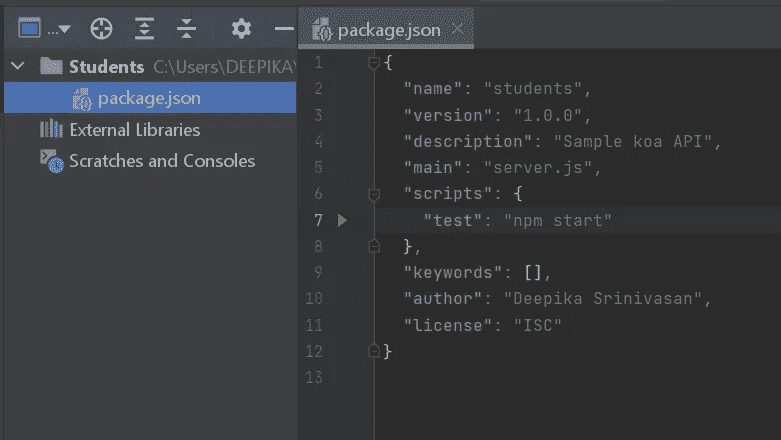 ...
package.json
Students C:\Users\DEEPIKA\
package.json
External Libraries
Scratches and Consoles
1 {
2 "name": "students",
3 "version": "1.0.0",
4 "description": "Sample koa API",
5 "main": "server.js",
6 "scripts": {
7 "test": "npm start"
8 },
9 "keywords": [],
10 "author": "Deepika Srinivasan",
11 "license": "ISC"
12 }
13